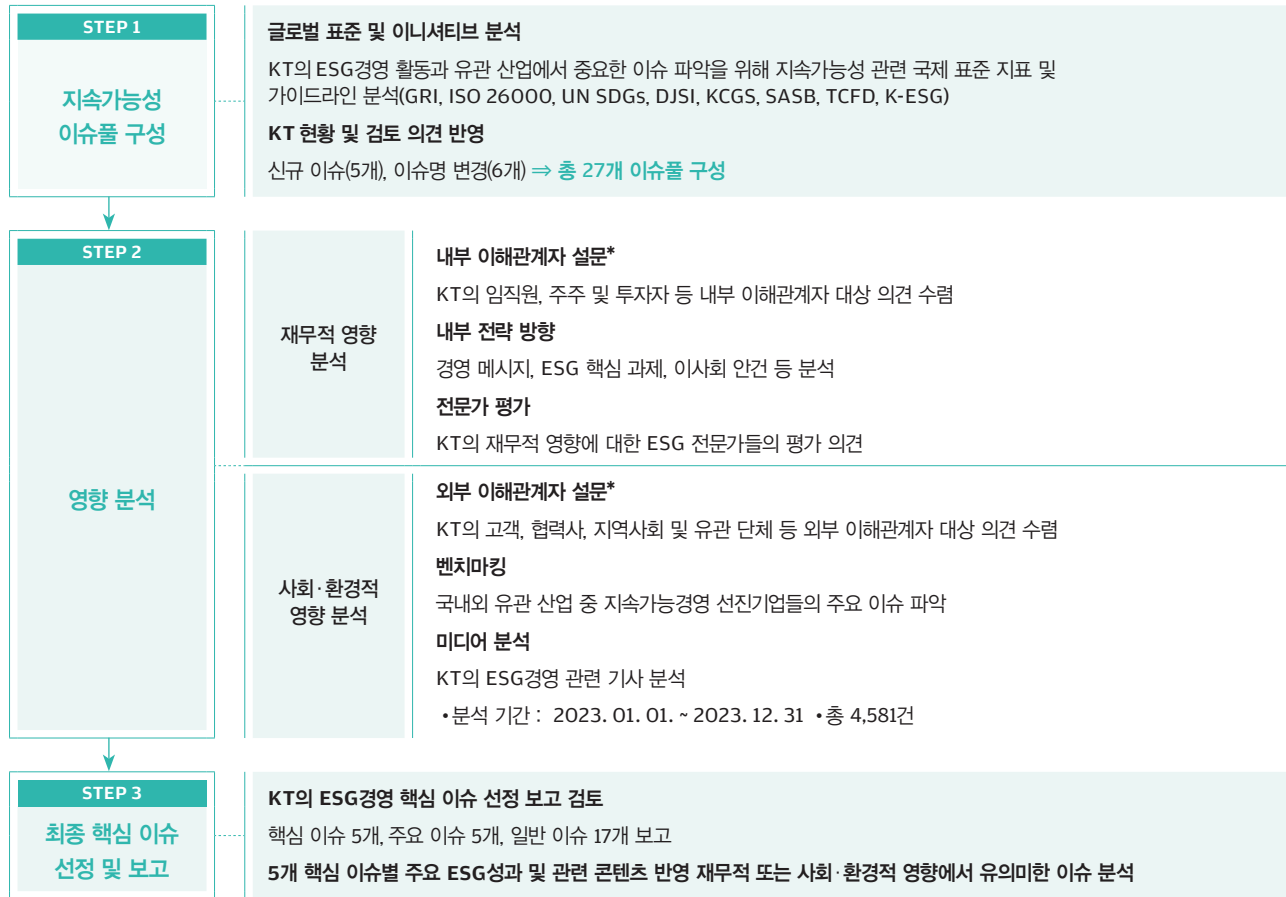 STEP 1
지속가능성
이슈풀 구성
글로벌 표준 및 이니셔티브 분석
KT의 ESG경영 활동과 유관 산업에서 중요한 이슈 파악을 위해 지속가능성 관련 국제 표준 지표 및
가이드라인 분석(GRI, ISO 26000, UN SDGs, DJSI, KCGS, SASB, TCFD, K-ESG)
KT 현황 및 검토 의견 반영
신규 이슈(5개), 이슈명 변경(6개) ⇒ 총 27개 이슈풀 구성
STEP 2
영향 분석
재무적 영향
분석
내부 이해관계자 설문*
KT의 임직원, 주주 및 투자자 등 내부 이해관계자 대상 의견 수렴
내부 전략 방향
경영 메시지, ESG 핵심 과제, 이사회 안건 등 분석
전문가 평가
KT의 재무적 영향에 대한 ESG 전문가들의 평가 의견
사회·환경적
영향 분석
외부 이해관계자 설문*
KT의 고객, 협력사, 지역사회 및 유관 단체 등 외부 이해관계자 대상 의견 수렴
벤치마킹
국내외 유관 산업 중 지속가능경영 선진기업들의 주요 이슈 파악
미디어 분석
KT의 ESG경영 관련 기사 분석
•분석 기간 : 2023. 01. 01. ~ 2023. 12. 31 •총 4,581건
STEP 3
최종 핵심 이슈
선정 및 보고
KT의 ESG경영 핵심 이슈 선정 보고 검토
핵심 이슈 5개, 주요 이슈 5개, 일반 이슈 17개 보고
5개 핵심 이슈별 주요 ESG성과 및 관련 콘텐츠 반영 재무적 또는 사회·환경적 영향에서 유의미한 이슈 분석